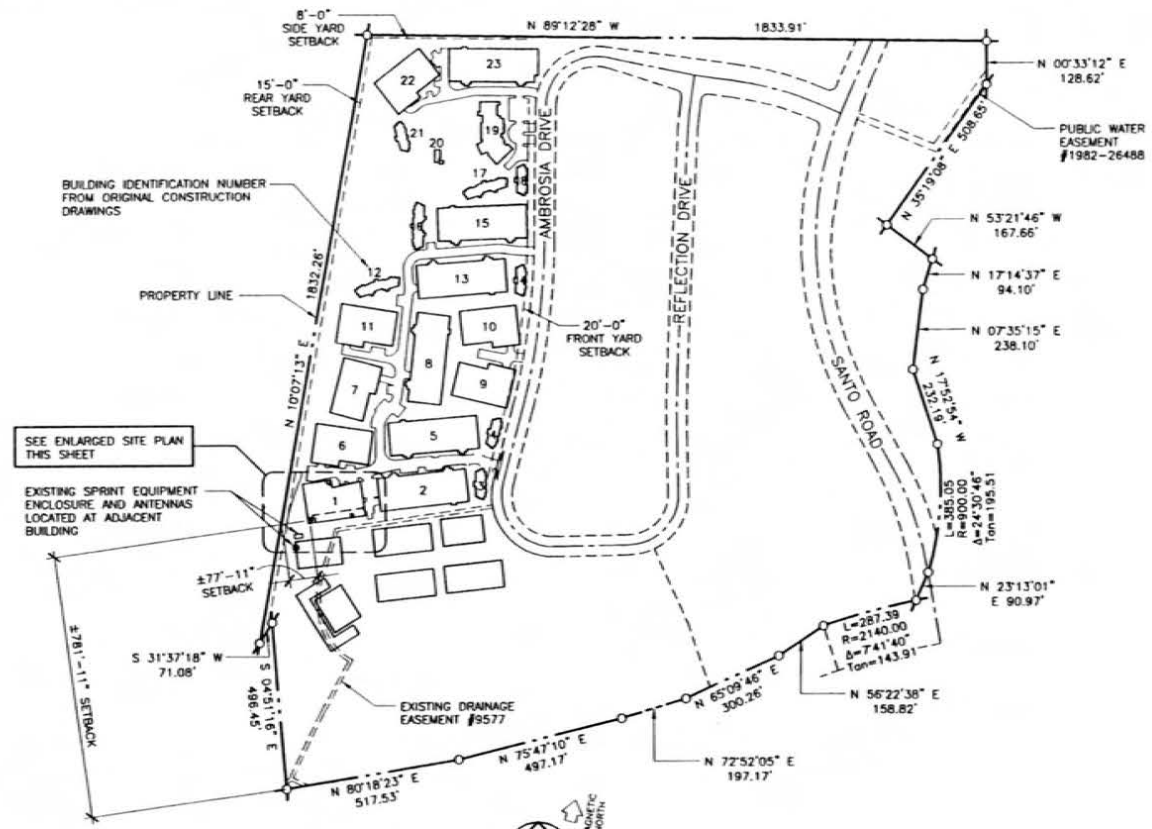 8'-0"
SIDE YARD
SETBACK
N 89°12'28" W
1833.91'
N 00°33'12" E
128.62'
15'-0"
REAR YARD
SETBACK
22
23
19
21
20
17
18
PUBLIC WATER
EASEMENT
#1982-26488
N 35°19'08" E 508.65'
BUILDING IDENTIFICATION NUMBER
FROM ORIGINAL CONSTRUCTION
DRAWINGS
AMBROSIA DRIVE
REFLECTION DRIVE
SANTO ROAD
N 53°21'46" W
167.66'
15
12
13
N 17°14'37" E
94.10'
PROPERTY LINE
1832.26'
N 10°07'13" E
11
10
20'-0"
FRONT YARD
SETBACK
N 07°35'15" E
238.10'
8
7
9
N 17°52'54" W
232.19'
SEE ENLARGED SITE PLAN
THIS SHEET
6
5
EXISTING SPRINT EQUIPMENT
ENCLOSURE AND ANTENNAS
LOCATED AT ADJACENT
BUILDING
1
2
3
L=385.05
R=900.00
Δ=24°30'46"
Tan=195.51
±77'-11"
SETBACK
N 23°13'01"
E 90.97'
±781'-11" SETBACK
S 31°37'18" W
71.08'
S 04°51'16" E
496.45'
L=287.39
R=2140.00
Δ=7°41'40"
Tan=143.91
EXISTING DRAINAGE
EASEMENT #9577
N 65°09'46" E
300.26'
N 56°22'38" E
158.82'
N 75°47'10" E
497.17'
N 72°52'05" E
197.17'
N 80°18'23" E
517.53'
MAGNETIC
NORTH